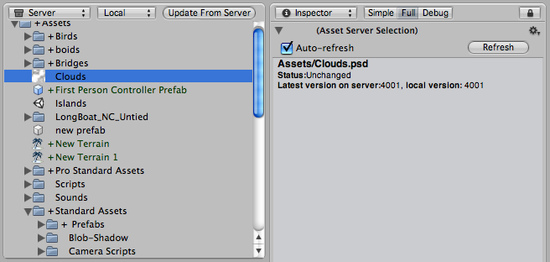 Server
Local
Update From Server
+Assets
+Birds
+boids
+Bridges
Clouds
+First Person Controller Prefab
Islands
LongBoat_NC_Untied
new prefab
+New Terrain
+New Terrain 1
+Pro Standard Assets
Scripts
Sounds
+Standard Assets
+ Prefabs
Blob-Shadow
Camera Scripts
Inspector
Simple Full Debug
(Asset Server Selection)
Auto-refresh
Refresh
Assets/Clouds.psd
Status:Unchanged
Latest version on server:4001, local version: 4001